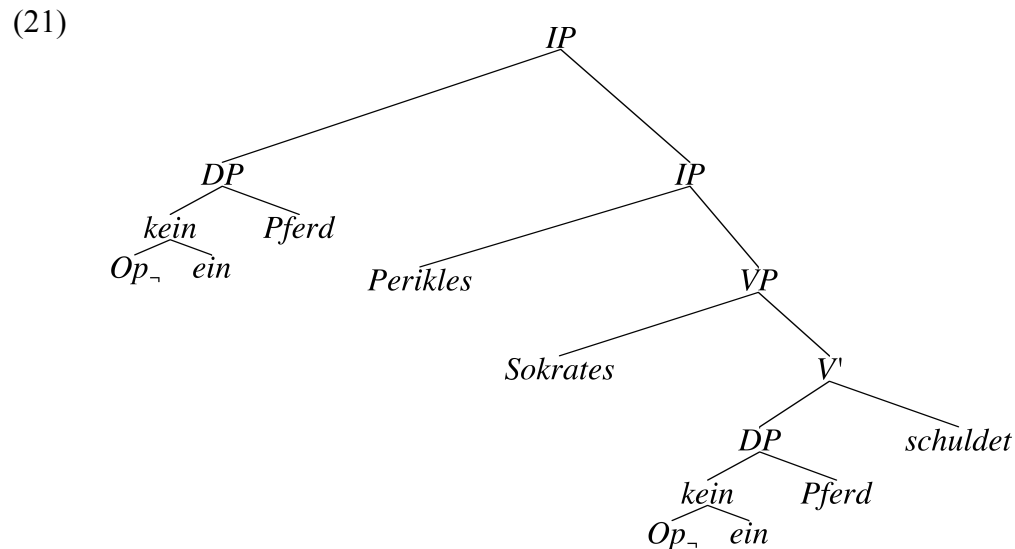 (21)
IP
DP IP
kein Pferd
Op¬ ein Perikles VP
Sokrates V'
DP schuldet
kein Pferd
Op¬ ein